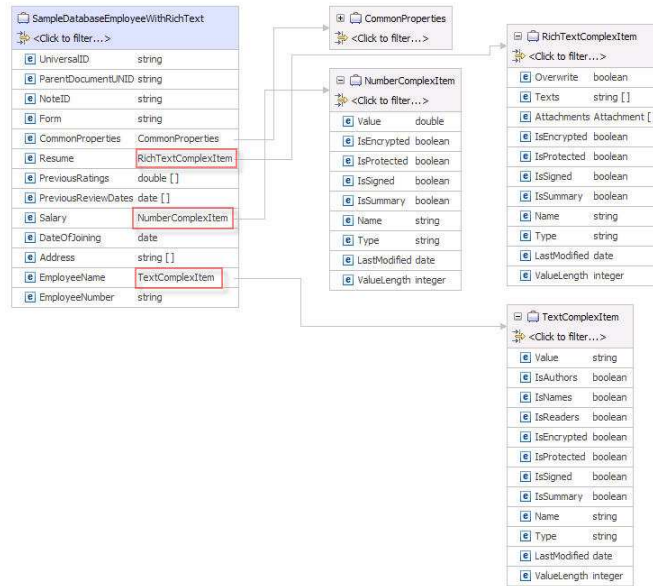 SampleDatabaseEmployeeWithRichText
<Click to filter...>
UniversalID string
ParentDocumentUNID string
NoteID string
Form string
CommonProperties CommonProperties
Resume RichTextComplexItem
PreviousRatings double []
PreviousReviewDates date []
Salary NumberComplexItem
DateOfJoining date
Address string []
EmployeeName TextComplexItem
EmployeeNumber string
CommonProperties
<Click to filter...>
NumberComplexItem
<Click to filter...>
Value double
IsEncrypted boolean
IsProtected boolean
IsSigned boolean
IsSummary boolean
Name string
Type string
LastModified date
ValueLength integer
RichTextComplexItem
<Click to filter...>
Overwrite boolean
Texts string []
Attachments Attachment [
IsEncrypted boolean
IsProtected boolean
IsSigned boolean
IsSummary boolean
Name string
Type string
LastModified date
ValueLength integer
TextComplexItem
<Click to filter...>
Value string
IsAuthors boolean
IsNames boolean
IsReaders boolean
IsEncrypted boolean
IsProtected boolean
IsSigned boolean
IsSummary boolean
Name string
Type string
LastModified date
ValueLength integer